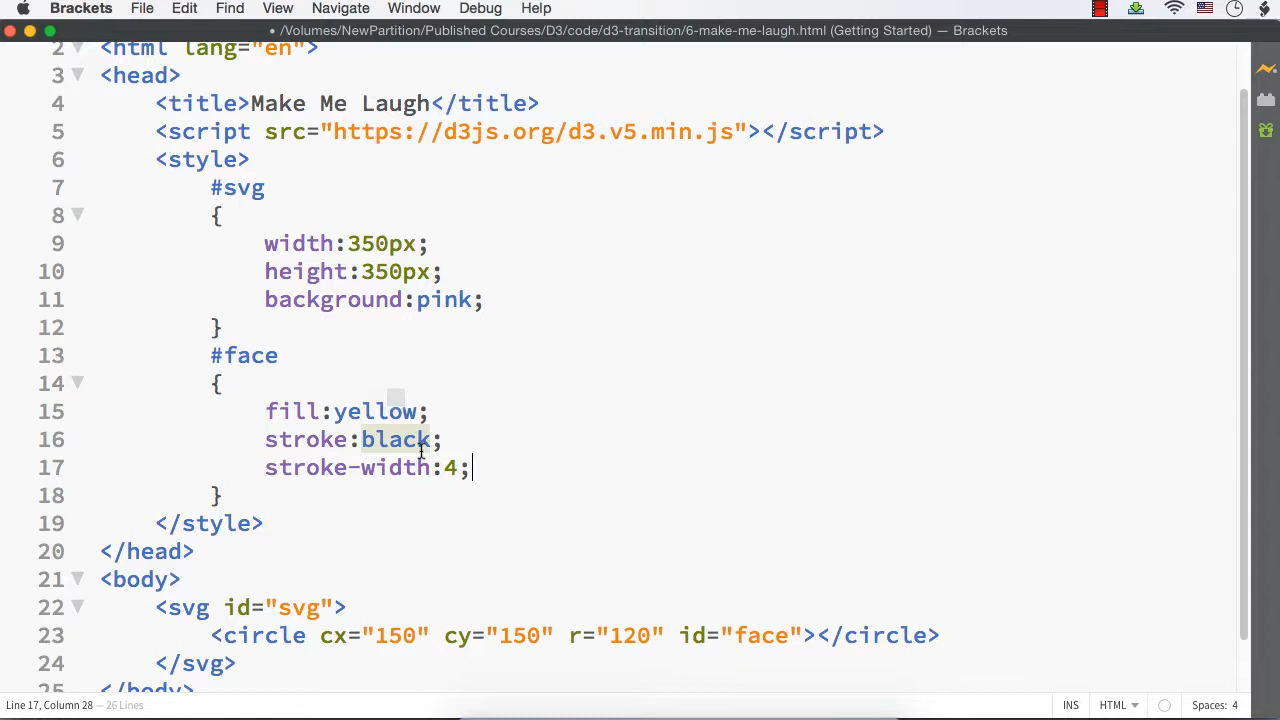 Brackets File Edit Find View Navigate Window Debug Help
/Volumes/NewPartition/Published Courses/D3/code/d3-transition/6-make-me-laugh.html (Getting Started) — Brackets
2 <html lang="en">
3 <head>
4 <title>Make Me Laugh</title>
5 <script src="https://d3js.org/d3.v5.min.js"></script>
6 <style>
7 #svg
8 {
9 width:350px;
10 height:350px;
11 background:pink;
12 }
13 #face
14 {
15 fill:yellow;
16 stroke:black;
17 stroke-width:4;
18 }
19 </style>
20 </head>
21 <body>
22 <svg id="svg">
23 <circle cx="150" cy="150" r="120" id="face"></circle>
24 </svg>
25 </body>
Line 17, Column 28 — 26 Lines INS HTML Spaces: 4